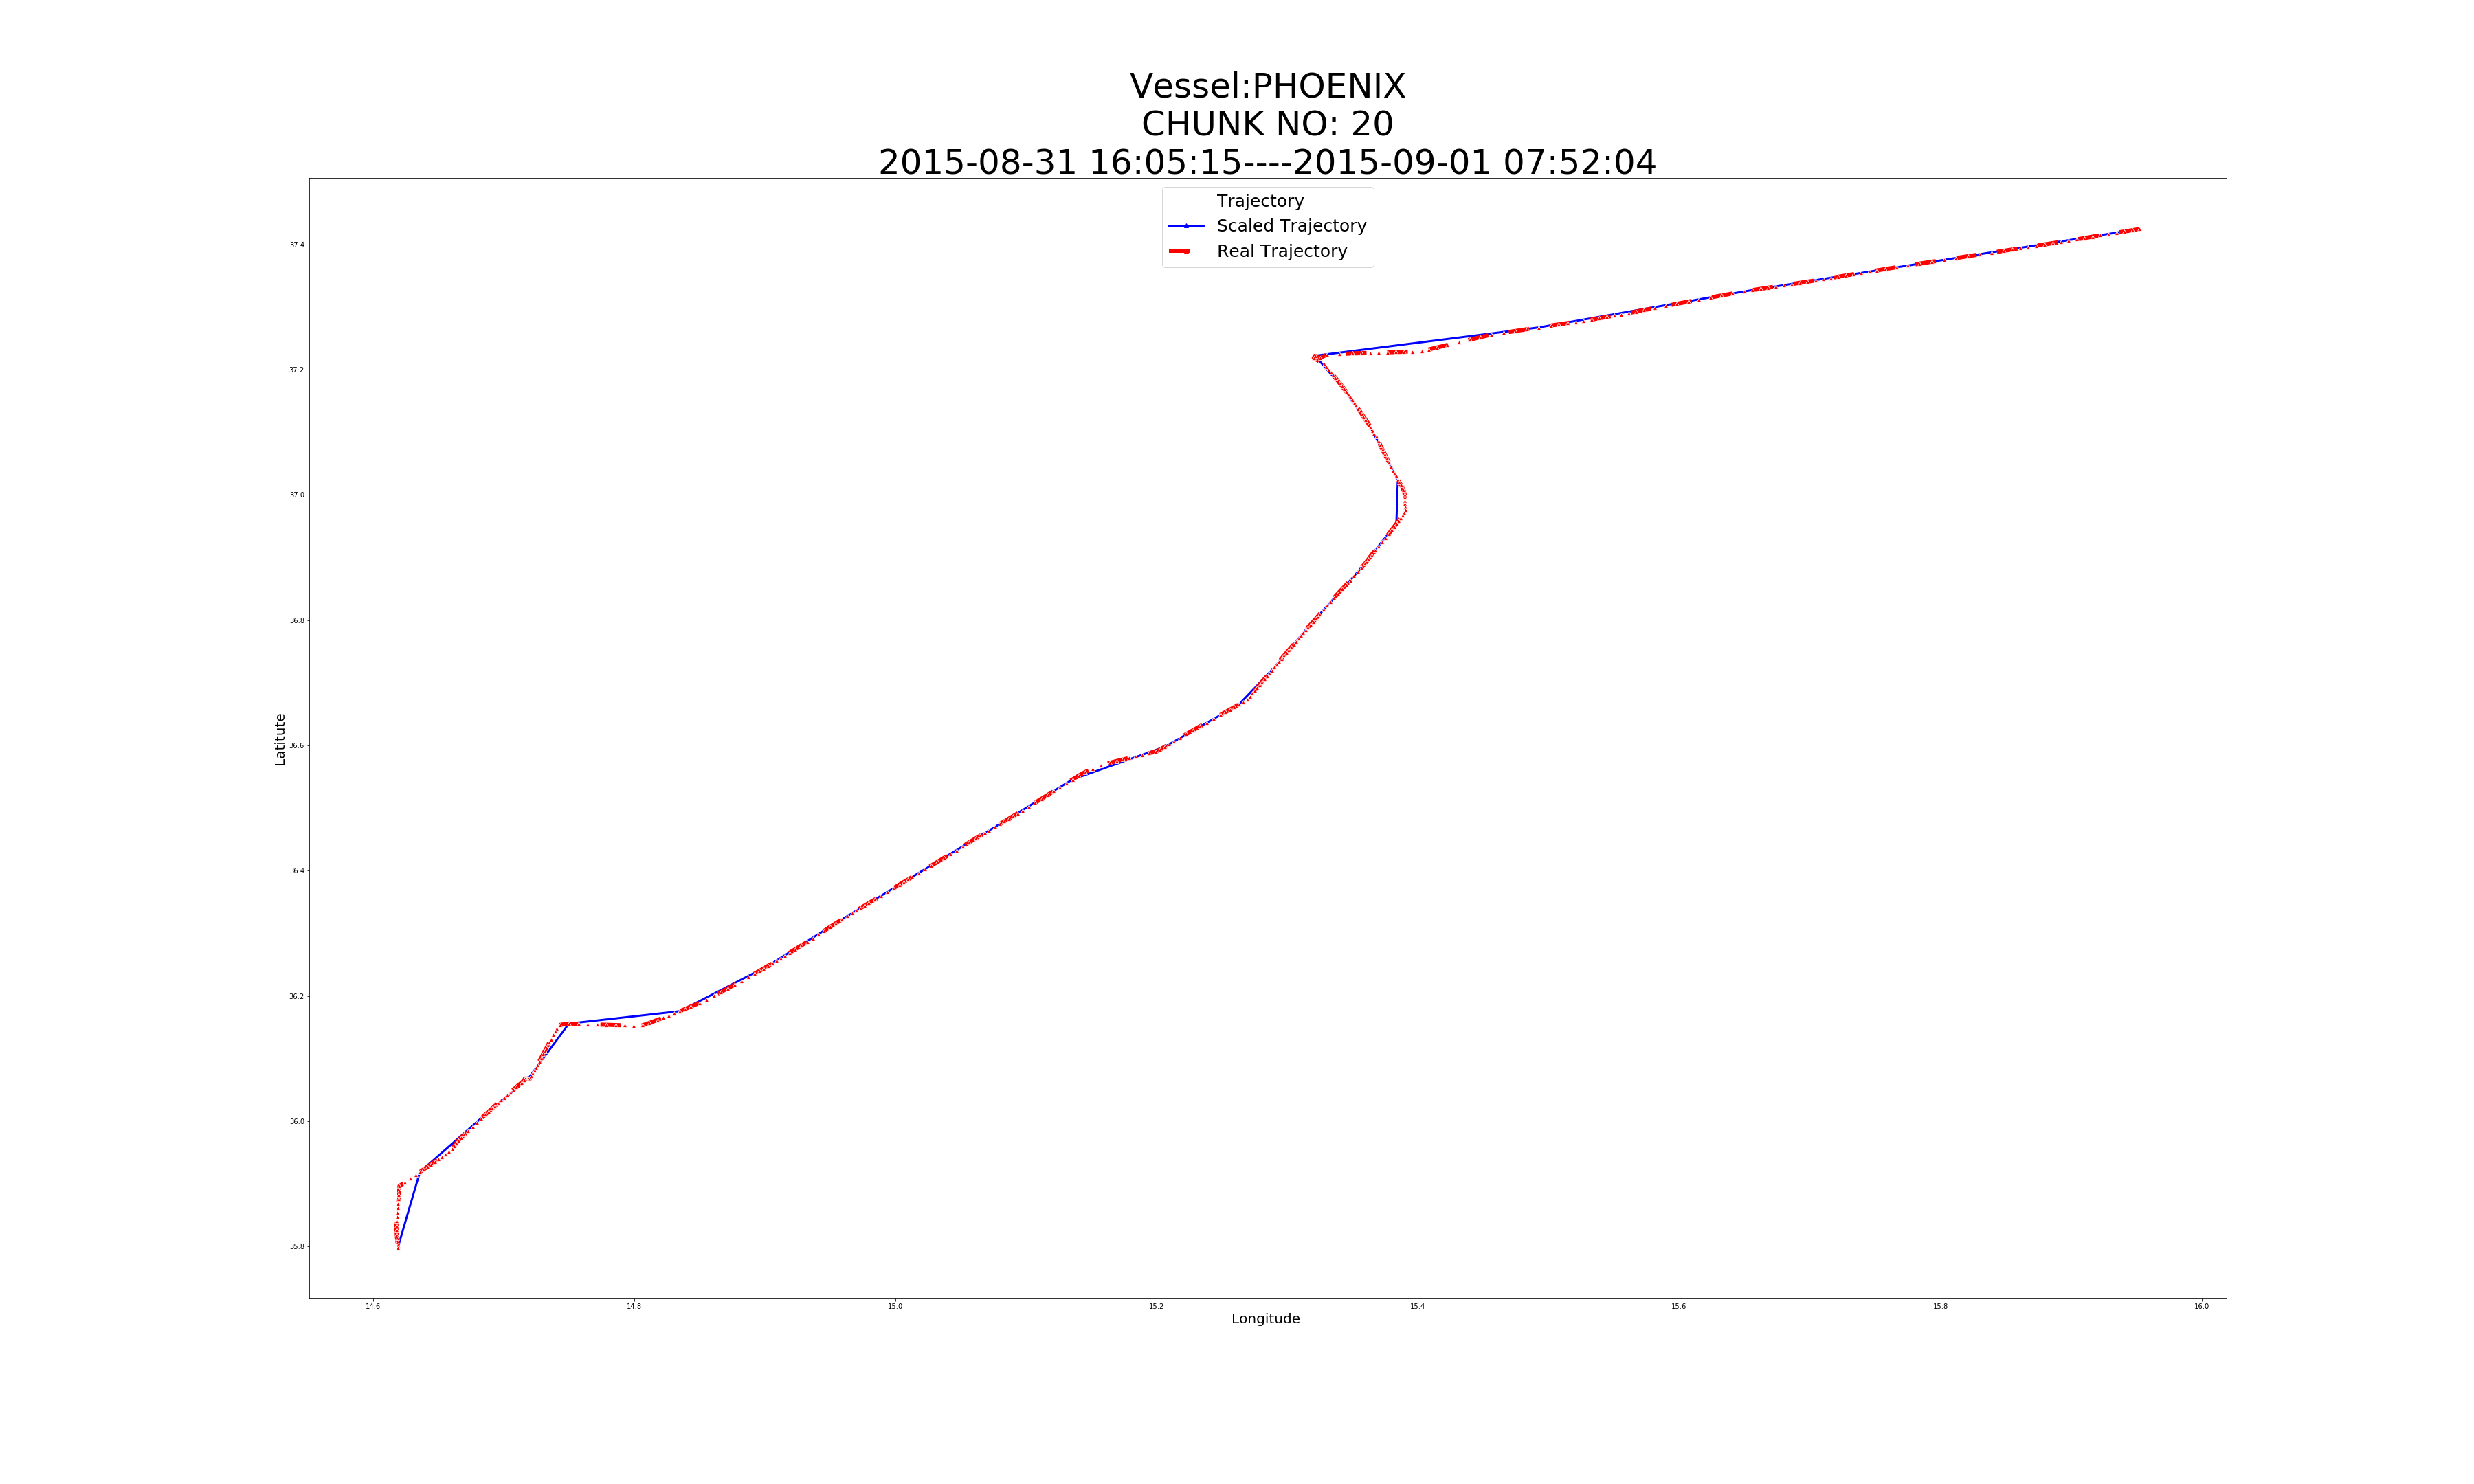 Vessel:PHOENIX
CHUNK NO: 20
2015-08-31 16:05:15----2015-09-01 07:52:04
Trajectory
Scaled Trajectory
Real Trajectory
37.4
37.2
37.0
36.8
36.6
36.4
36.2
36.0
35.8
Latitute
14.6 14.8 15.0 15.2 15.4 15.6 15.8 16.0
Longitude